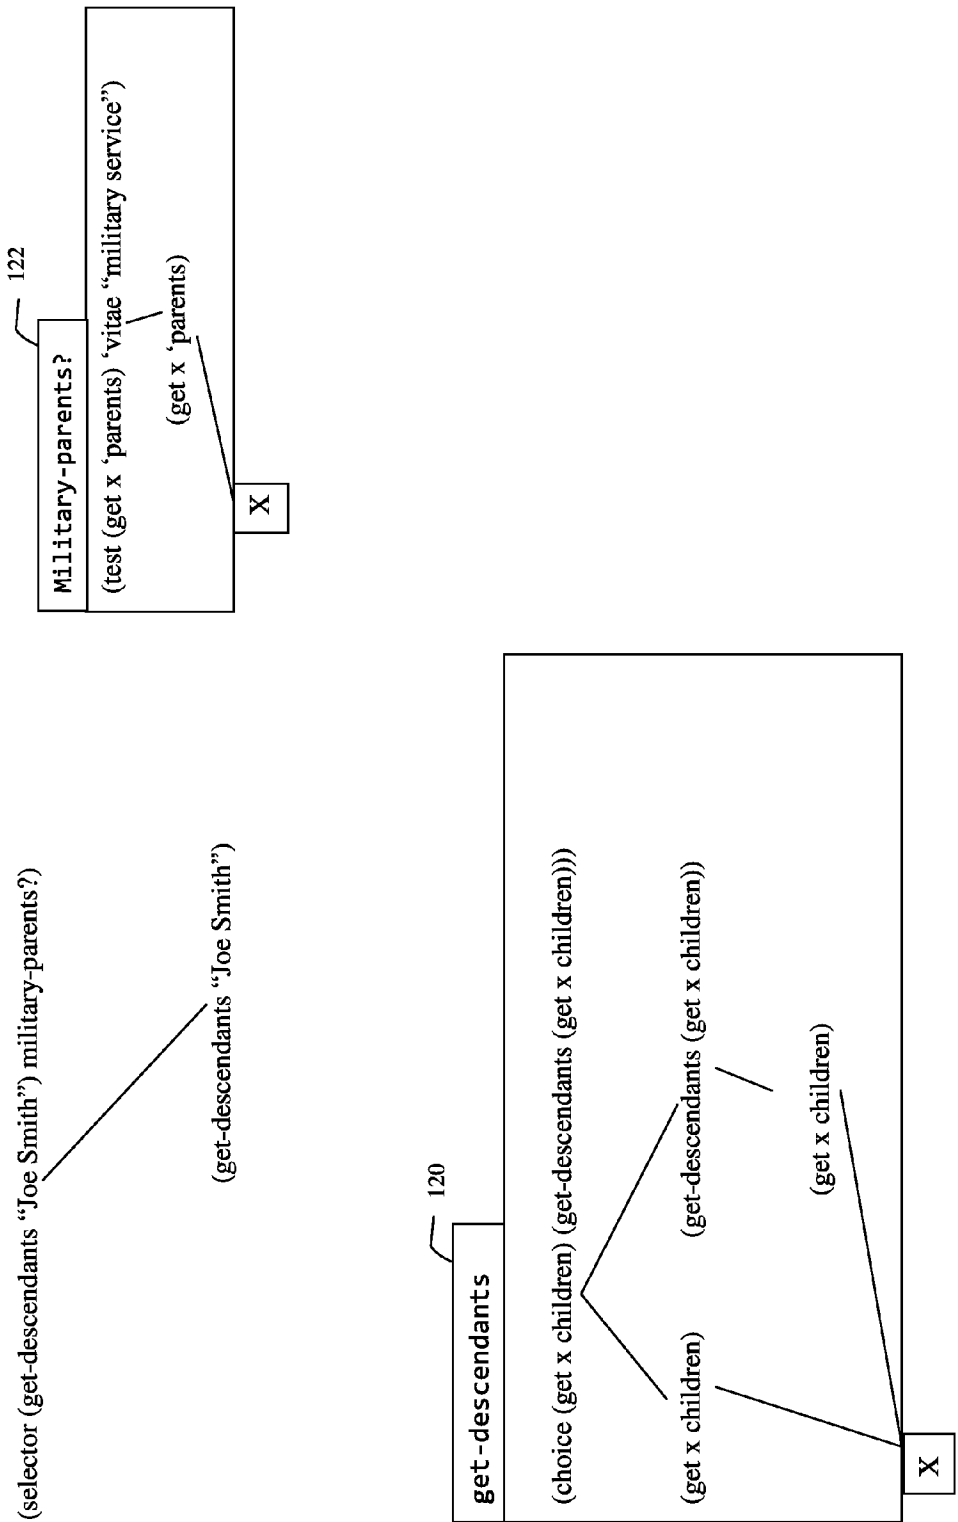 (selector (get-descendants “Joe Smith”) military-parents?)
(get-descendants “Joe Smith”)
120
get-descendants
(choice (get x children) (get-descendants (get x children)))
(get x children)
(get-descendants (get x children))
(get x children)
X
122
Military-parents?
(test (get x ‘parents) ‘vitae “military service”)
(get x ‘parents)
X